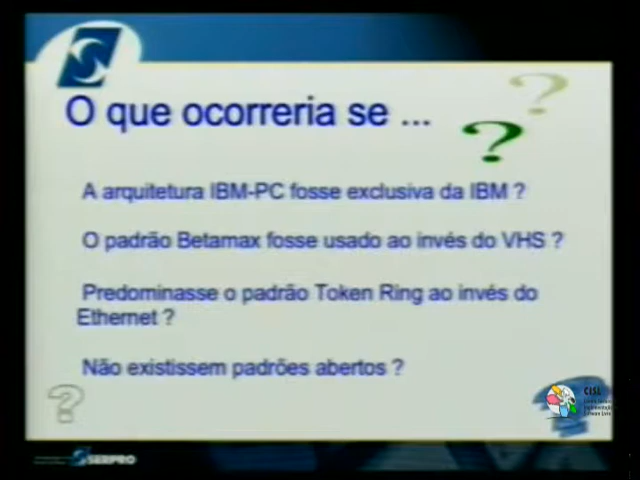 O que ocorreria se ...
A arquitetura IBM-PC fosse exclusiva da IBM ?
O padrão Betamax fosse usado ao invés do VHS ?
Predominasse o padrão Token Ring ao invés do
Ethernet ?
Não existissem padrões abertos ?
CISL
SERPRO